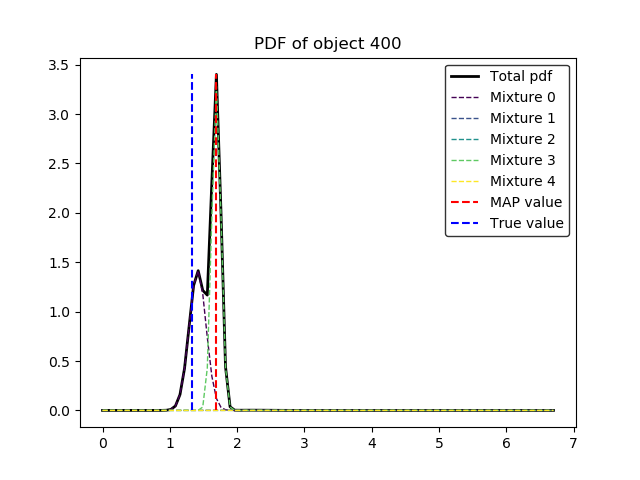 PDF of object 400
3.5
3.0
2.5
2.0
1.5
1.0
0.5
0.0
0 1 2 3 4 5 6 7
Total pdf
Mixture 0
Mixture 1
Mixture 2
Mixture 3
Mixture 4
MAP value
True value